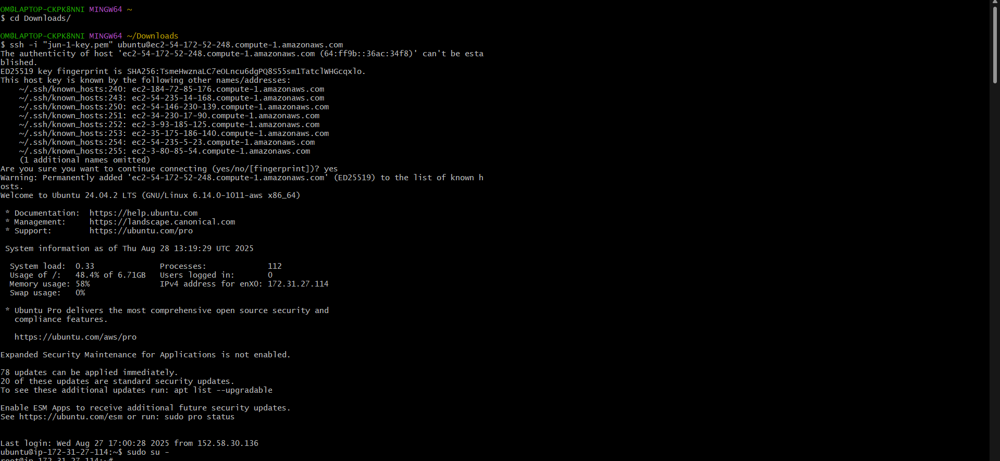 OM@LAPTOP-CKPK8NNI MINGW64 ~
$ cd Downloads/
OM@LAPTOP-CKPK8NNI MINGW64 ~/Downloads
$ ssh -i "jun-1-key.pem" ubuntu@ec2-54-172-52-248.compute-1.amazonaws.com
The authenticity of host 'ec2-54-172-52-248.compute-1.amazonaws.com (64:ff9b::36ac:34f8)' can't be esta
blished.
ED25519 key fingerprint is SHA256:TsmeHwznaLC7eOLncu6dgPQ8S55sm1TatclWHGcqxlo.
This host key is known by the following other names/addresses:
    ~/.ssh/known_hosts:240: ec2-184-72-85-176.compute-1.amazonaws.com
    ~/.ssh/known_hosts:243: ec2-54-235-14-168.compute-1.amazonaws.com
    ~/.ssh/known_hosts:250: ec2-54-146-230-139.compute-1.amazonaws.com
    ~/.ssh/known_hosts:251: ec2-34-230-17-90.compute-1.amazonaws.com
    ~/.ssh/known_hosts:252: ec2-3-93-185-125.compute-1.amazonaws.com
    ~/.ssh/known_hosts:253: ec2-35-175-186-140.compute-1.amazonaws.com
    ~/.ssh/known_hosts:254: ec2-54-235-5-23.compute-1.amazonaws.com
    ~/.ssh/known_hosts:255: ec2-3-80-85-54.compute-1.amazonaws.com
    (1 additional names omitted)
Are you sure you want to continue connecting (yes/no/[fingerprint])? yes
Warning: Permanently added 'ec2-54-172-52-248.compute-1.amazonaws.com' (ED25519) to the list of known h
osts.
Welcome to Ubuntu 24.04.2 LTS (GNU/Linux 6.14.0-1011-aws x86_64)
 * Documentation:  https://help.ubuntu.com
 * Management:     https://landscape.canonical.com
 * Support:        https://ubuntu.com/pro
 System information as of Thu Aug 28 13:19:29 UTC 2025
  System load:  0.33              Processes:             112
  Usage of /:   48.4% of 6.71GB   Users logged in:       0
  Memory usage: 58%               IPv4 address for enX0: 172.31.27.114
  Swap usage:   0%
 * Ubuntu Pro delivers the most comprehensive open source security and
   compliance features.
   https://ubuntu.com/aws/pro
Expanded Security Maintenance for Applications is not enabled.
78 updates can be applied immediately.
20 of these updates are standard security updates.
To see these additional updates run: apt list --upgradable
Enable ESM Apps to receive additional future security updates.
See https://ubuntu.com/esm or run: sudo pro status
Last login: Wed Aug 27 17:00:28 2025 from 152.58.30.136
ubuntu@ip-172-31-27-114:~$ sudo su -
root@ip-172-31-27-114:~#